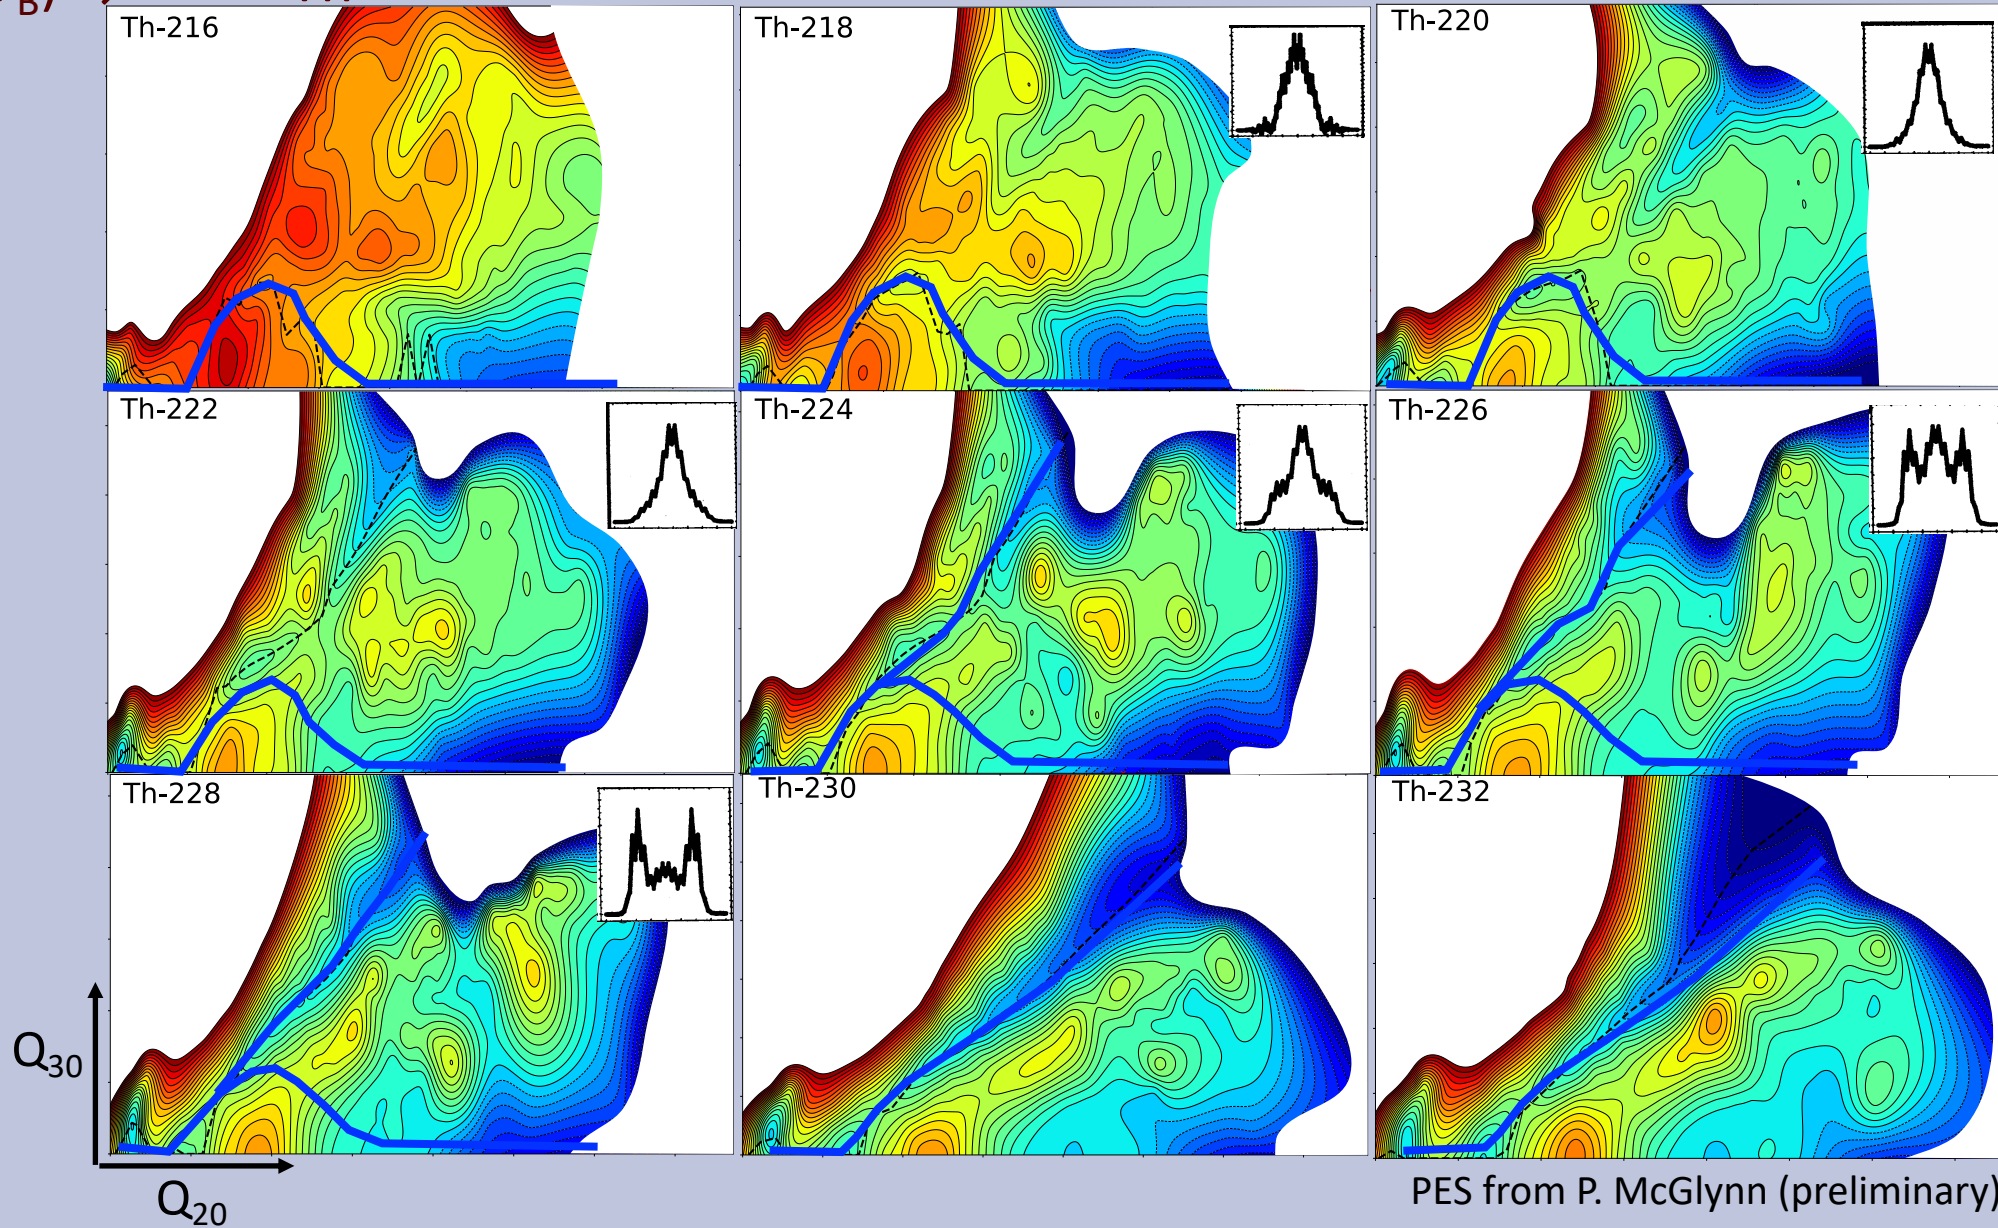 Th-216
Th-218
Th-220
Th-222
Th-224
Th-226
Th-228
Th-230
Th-232
Q30
Q20
PES from P. McGlynn (preliminary)